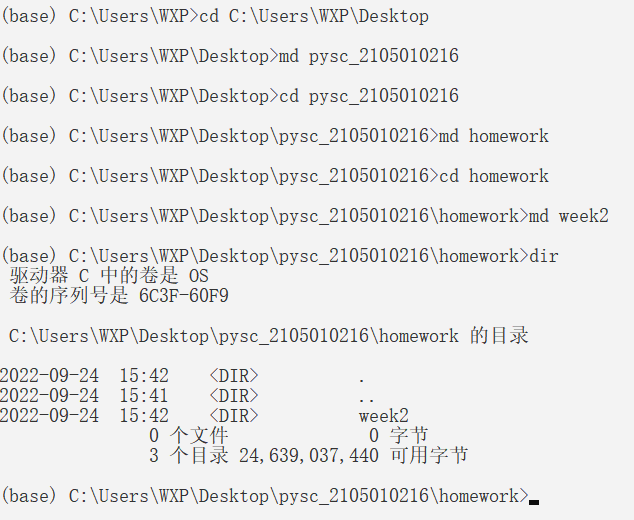 (base) C:\Users\WXP>cd C:\Users\WXP\Desktop
(base) C:\Users\WXP\Desktop>md pysc_2105010216
(base) C:\Users\WXP\Desktop>cd pysc_2105010216
(base) C:\Users\WXP\Desktop\pysc_2105010216>md homework
(base) C:\Users\WXP\Desktop\pysc_2105010216>cd homework
(base) C:\Users\WXP\Desktop\pysc_2105010216\homework>md week2
(base) C:\Users\WXP\Desktop\pysc_2105010216\homework>dir
驱动器 C 中的卷是 OS
卷的序列号是 6C3F-60F9
C:\Users\WXP\Desktop\pysc_2105010216\homework 的目录
2022-09-24  15:42    <DIR>          .
2022-09-24  15:41    <DIR>          ..
2022-09-24  15:42    <DIR>          week2
0 个文件              0 字节
3 个目录 24,639,037,440 可用字节
(base) C:\Users\WXP\Desktop\pysc_2105010216\homework>